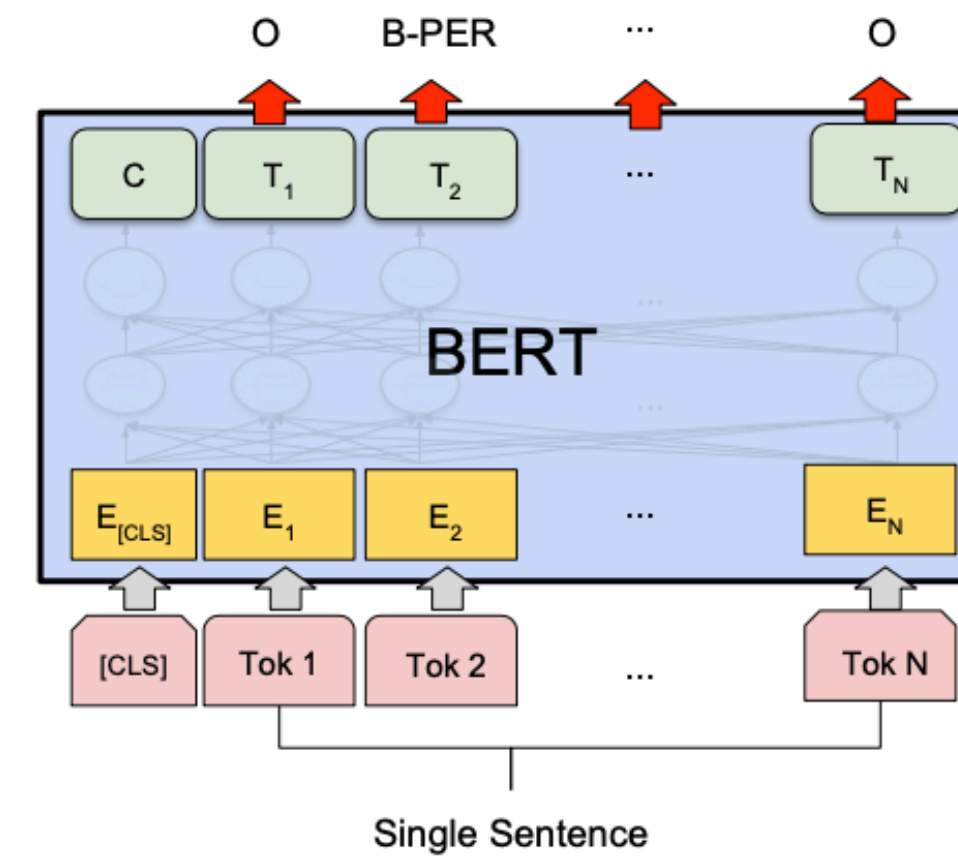 O B-PER ... O
C T1 T2 ... TN
...
BERT
...
E[CLS] E1 E2 ... EN
[CLS] Tok 1 Tok 2 ... Tok N
Single Sentence